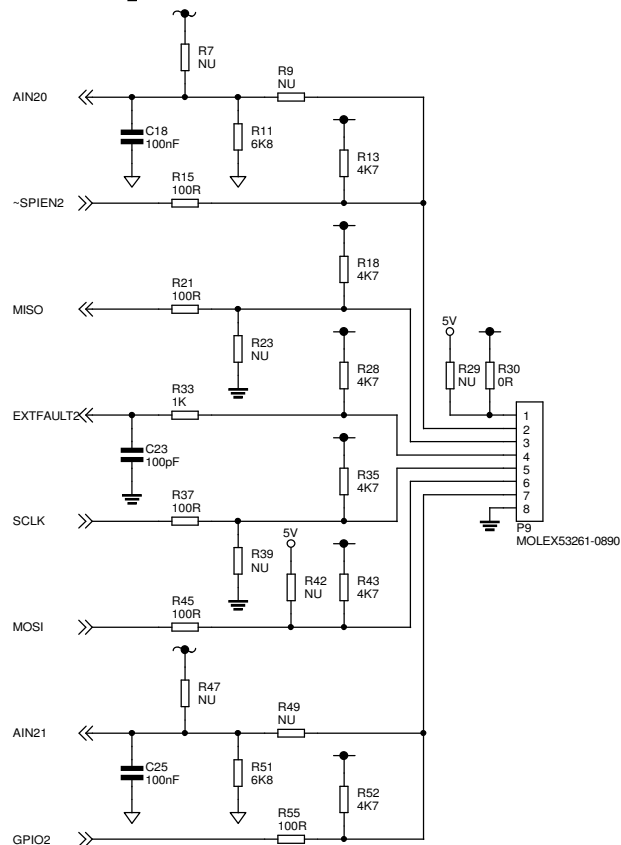 R7
NU
R9
NU
AIN20
C18
100nF
R11
6K8
R13
4K7
R15
100R
~SPIEN2
R18
4K7
R21
100R
MISO
R23
NU
5V
R28
4K7
R29
NU
R30
0R
R33
1K
EXTFAULT2
1
2
3
4
5
6
7
8
C23
100pF
R35
4K7
R37
100R
SCLK
P9
MOLEX53261-0890
R39
NU
5V
R42
NU
R43
4K7
R45
100R
MOSI
R47
NU
R49
NU
AIN21
C25
100nF
R51
6K8
R52
4K7
R55
100R
GPIO2